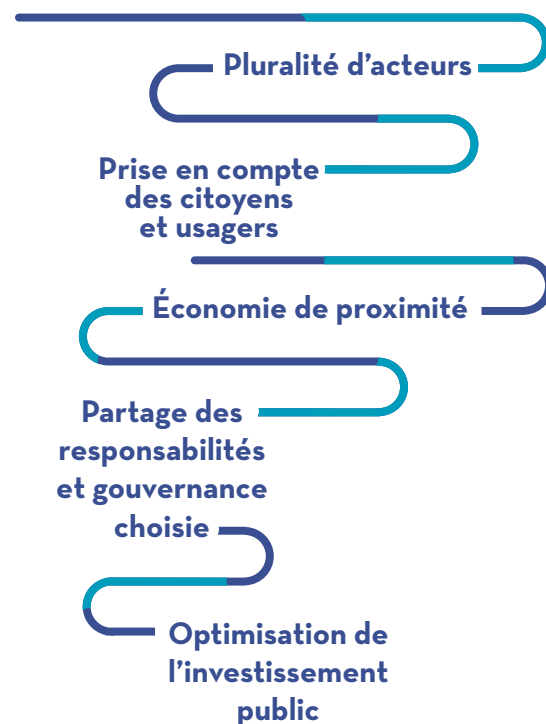 Pluralité d'acteurs
Prise en compte
des citoyens
et usagers
Économie de proximité
Partage des
responsabilités
et gouvernance
choisie
Optimisation de
l'investissement
public